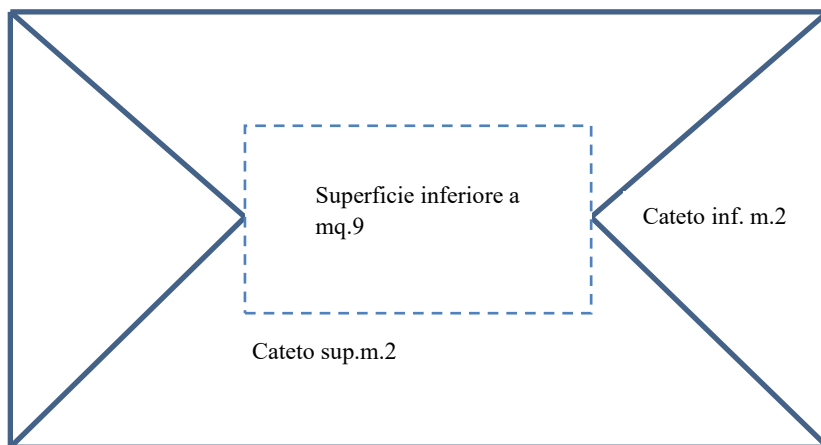 Superficie inferiore a
mq.9
Cateto inf. m.2
Cateto sup.m.2